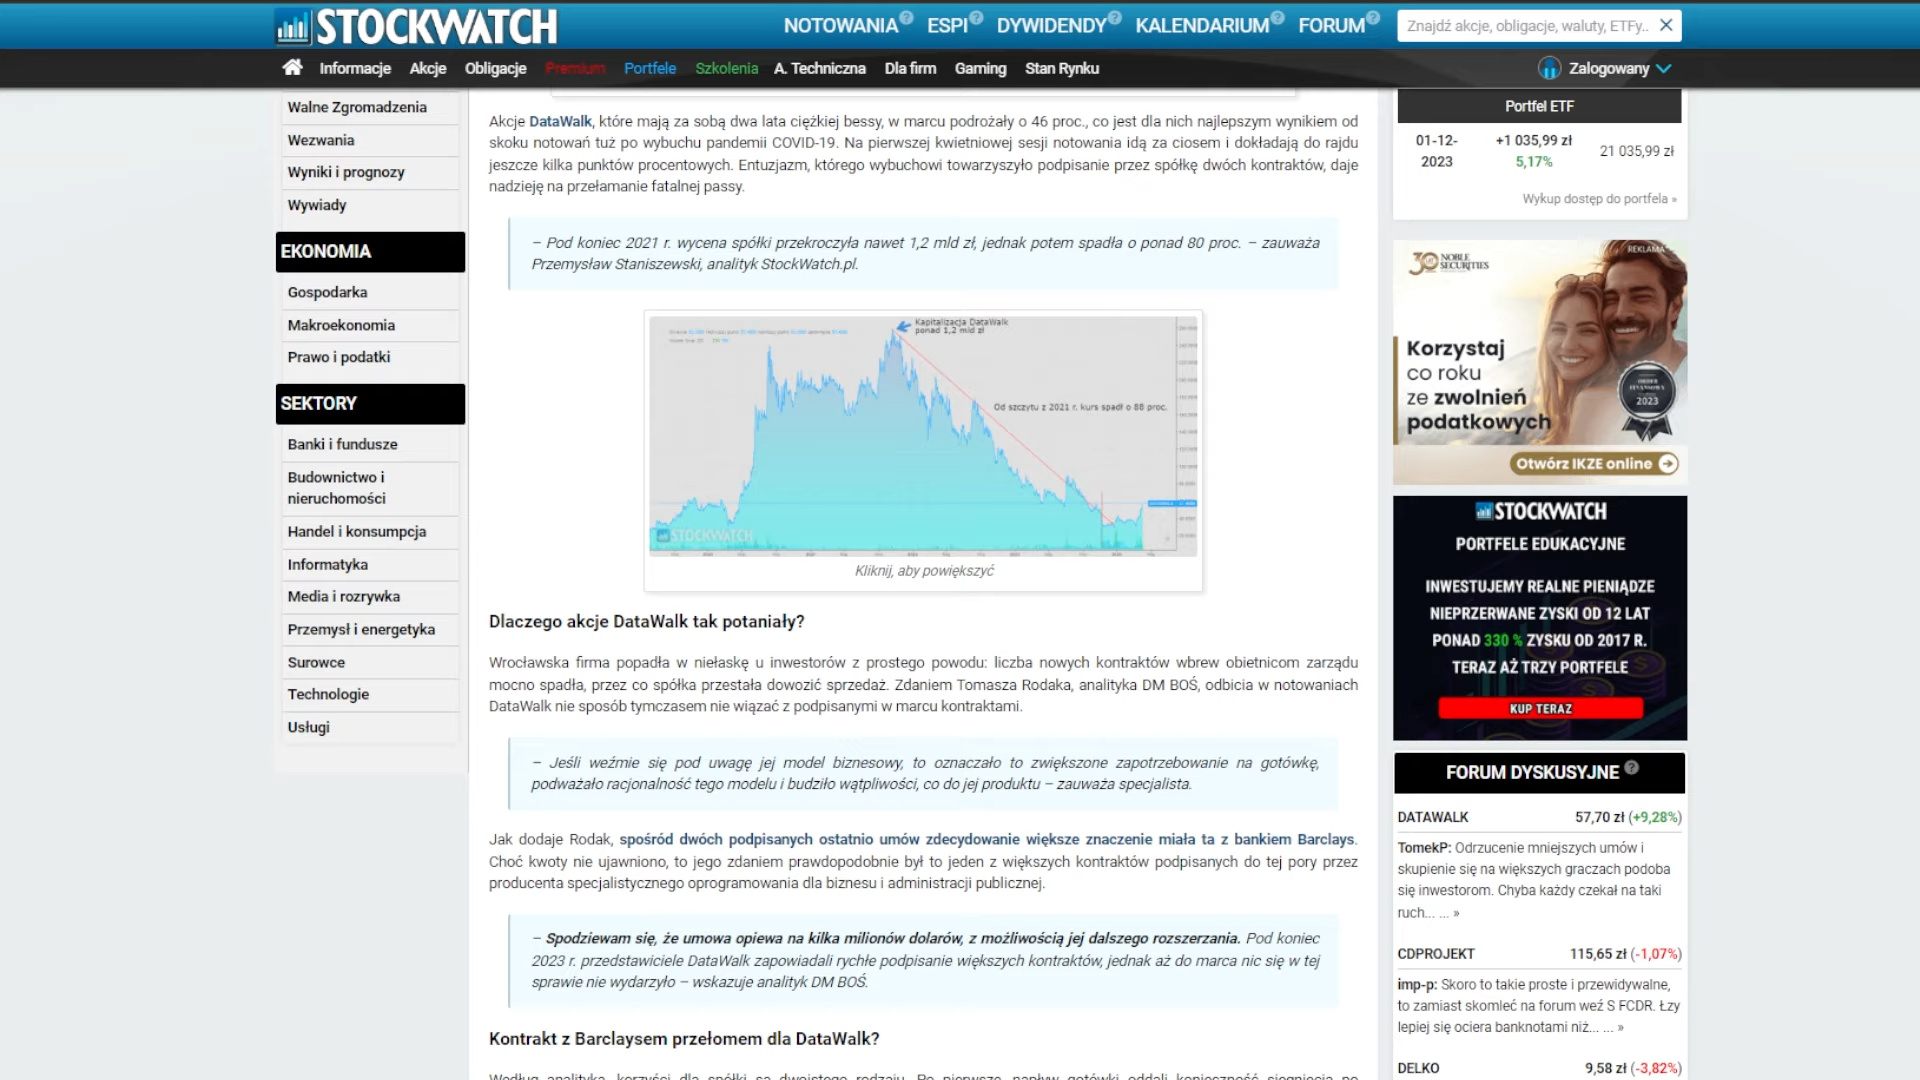 STOCKWATCH
NOTOWANIA ? ESPI ? DYWIDENDY ? KALENDARIUM ? FORUM ?
Znajdź akcje, obligacje, waluty, ETFy..
Informacje Akcje Obligacje Premium Portfele Szkolenia A. Techniczna Dla firm Gaming Stan Rynku
Zalogowany
Walne Zgromadzenia
Wezwania
Wyniki i prognozy
Wywiady
EKONOMIA
Gospodarka
Makroekonomia
Prawo i podatki
SEKTORY
Banki i fundusze
Budownictwo i
nieruchomości
Handel i konsumpcja
Informatyka
Media i rozrywka
Przemysł i energetyka
Surowce
Technologie
Usługi
Akcje DataWalk, które mają za sobą dwa lata ciężkiej bessy, w marcu podrożały o 46 proc., co jest dla nich najlepszym wynikiem od
skoku notowań tuż po wybuchu pandemii COVID-19. Na pierwszej kwietniowej sesji notowania idą za ciosem i dokładają do rajdu
jeszcze kilka punktów procentowych. Entuzjazm, którego wybuchowi towarzyszyło podpisanie przez spółkę dwóch kontraktów, daje
nadzieję na przełamanie fatalnej passy.
– Pod koniec 2021 r. wycena spółki przekroczyła nawet 1,2 mld zł, jednak potem spadła o ponad 80 proc. – zauważa
Przemysław Staniszewski, analityk StockWatch.pl.
Kapitalizacja DataWalk
ponad 1,2 mld zł
Od szczytu z 2021 r. kurs spadł o 88 proc.
STOCKWATCH
Kliknij, aby powiększyć
Dlaczego akcje DataWalk tak potaniały?
Wrocławska firma popadła w niełaskę u inwestorów z prostego powodu: liczba nowych kontraktów wbrew obietnicom zarządu
mocno spadła, przez co spółka przestała dowozić sprzedaż. Zdaniem Tomasza Rodaka, analityka DM BOŚ, odbicia w notowaniach
DataWalk nie sposób tymczasem nie wiązać z podpisanymi w marcu kontraktami.
– Jeśli weźmie się pod uwagę jej model biznesowy, to oznaczało to zwiększone zapotrzebowanie na gotówkę,
podważało racjonalność tego modelu i budziło wątpliwości, co do jej produktu – zauważa specjalista.
Jak dodaje Rodak, spośród dwóch podpisanych ostatnio umów zdecydowanie większe znaczenie miała ta z bankiem Barclays.
Choć kwoty nie ujawniono, to jego zdaniem prawdopodobnie był to jeden z większych kontraktów podpisanych do tej pory przez
producenta specjalistycznego oprogramowania dla biznesu i administracji publicznej.
– Spodziewam się, że umowa opiewa na kilka milionów dolarów, z możliwością jej dalszego rozszerzania. Pod koniec
2023 r. przedstawiciele DataWalk zapowiadali rychłe podpisanie większych kontraktów, jednak aż do marca nic się w tej
sprawie nie wydarzyło – wskazuje analityk DM BOŚ.
Kontrakt z Barclaysem przełomem dla DataWalk?
Według analityka, korzyści dla spółki są dwojakiego rodzaju. Po pierwsze, napływ gotówki oddali konieczność sięgnięcia po
Portfel ETF
01-12-
2023
+1 035,99 zł
5,17%
21 035,99 zł
Wykup dostęp do portfela »
REKLAMA
30 NOBLE
SECURITIES
Korzystaj
co roku
ze zwolnień
podatkowych
ORDER
FINANSOWY
2023
Otwórz IKZE online
STOCKWATCH
PORTFELE EDUKACYJNE
INWESTUJEMY REALNE PIENIĄDZE
NIEPRZERWANE ZYSKI OD 12 LAT
PONAD 330 % ZYSKU OD 2017 R.
TERAZ AŻ TRZY PORTFELE
KUP TERAZ
FORUM DYSKUSYJNE ?
DATAWALK 57,70 zł (+9,28%)
TomekP: Odrzucenie mniejszych umów i
skupienie się na większych graczach podoba
się inwestorom. Chyba każdy czekał na taki
ruch... ... »
CDPROJEKT 115,65 zł (-1,07%)
imp-p: Skoro to takie proste i przewidywalne,
to zamiast skomleć na forum weź S FCDR. Łzy
lepiej się ociera banknotami niż... ... »
DELKO 9,58 zł (-3,82%)